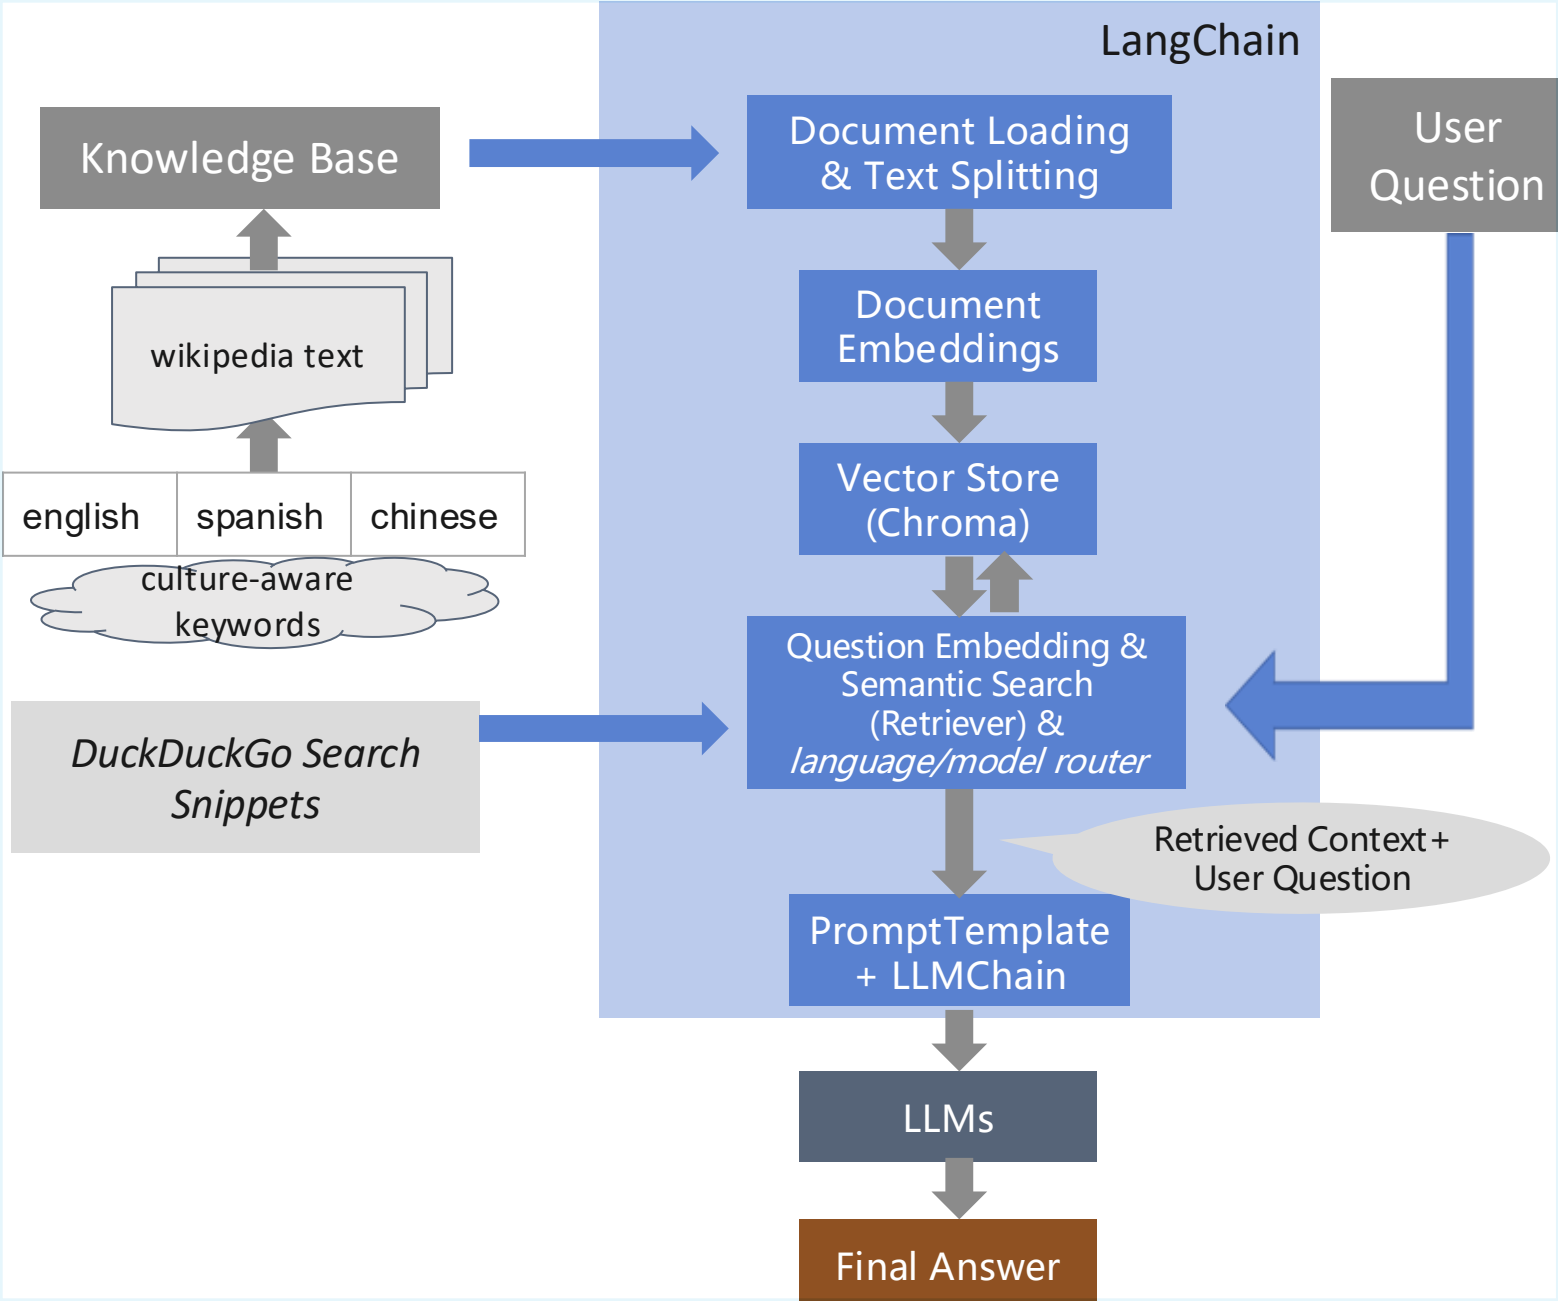 LangChain
Knowledge Base
Document Loading
& Text Splitting
User
Question
wikipedia text
Document
Embeddings
english
spanish
chinese
culture-aware
keywords
Vector Store
(Chroma)
Question Embedding &
Semantic Search
(Retriever) &
language/model router
DuckDuckGo Search
Snippets
Retrieved Context+
User Question
PromptTemplate
+ LLMChain
LLMs
Final Answer